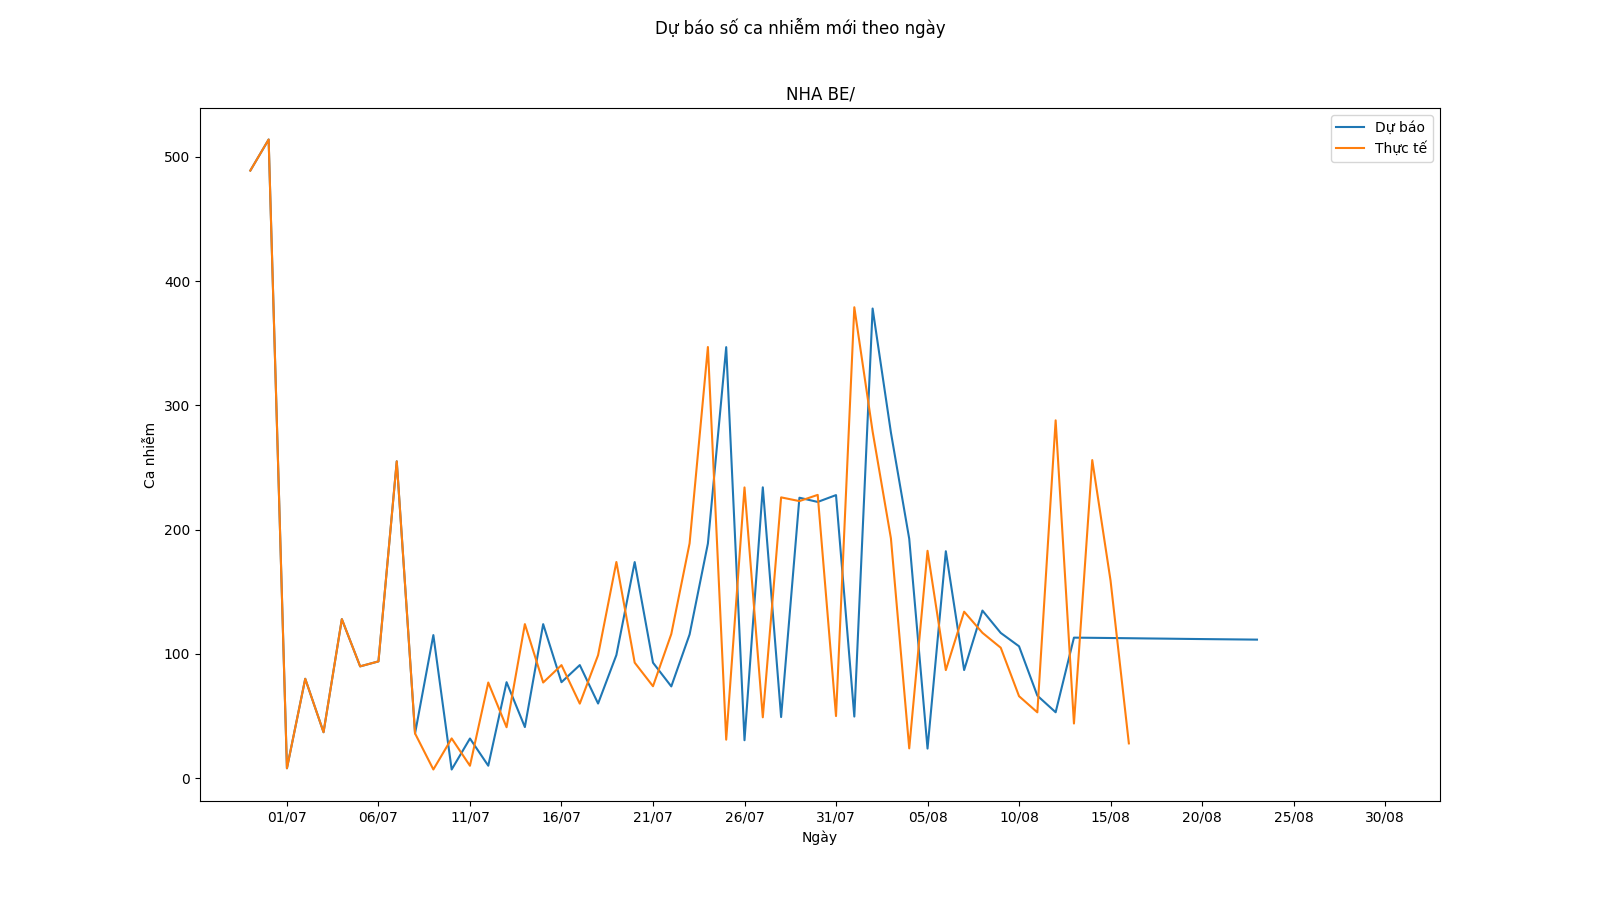 Dự báo số ca nhiễm mới theo ngày
NHA BE/
Dự báo
Thực tế
500
400
300
200
100
0
Ca nhiễm
01/07 06/07 11/07 16/07 21/07 26/07 31/07 05/08 10/08 15/08 20/08 25/08 30/08
Ngày